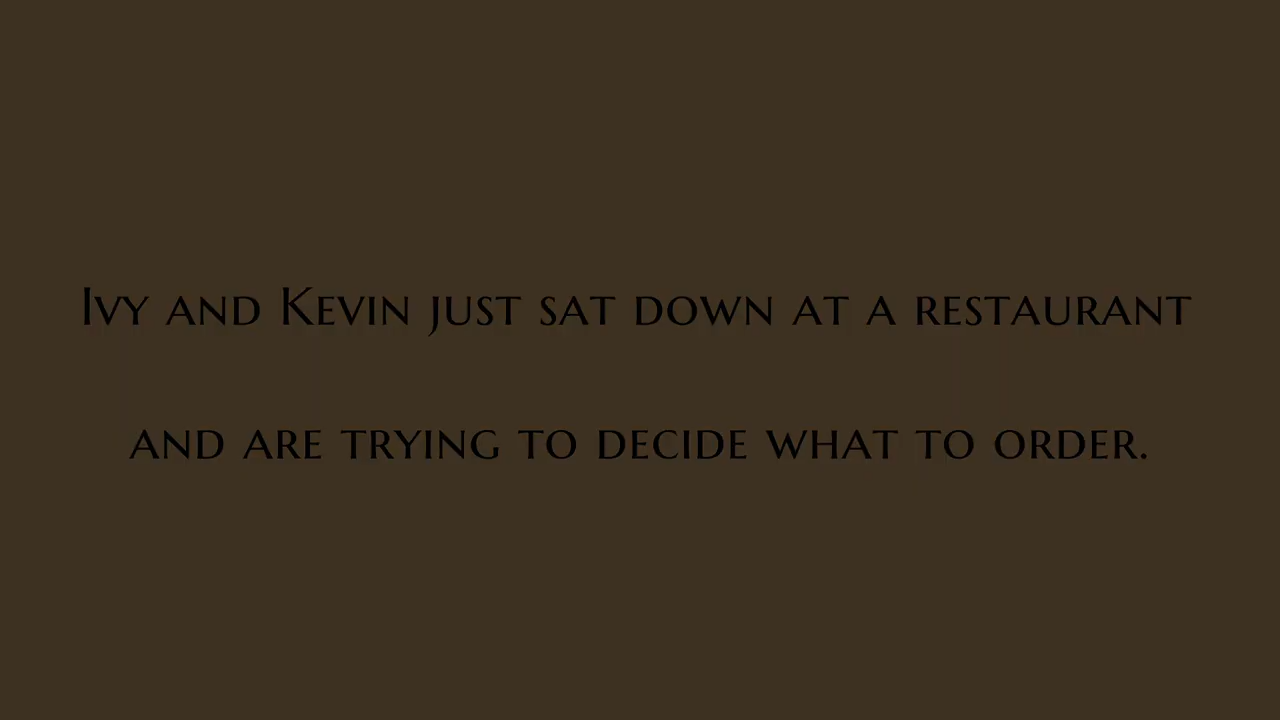 Ivy and Kevin just sat down at a restaurant
and are trying to decide what to order.